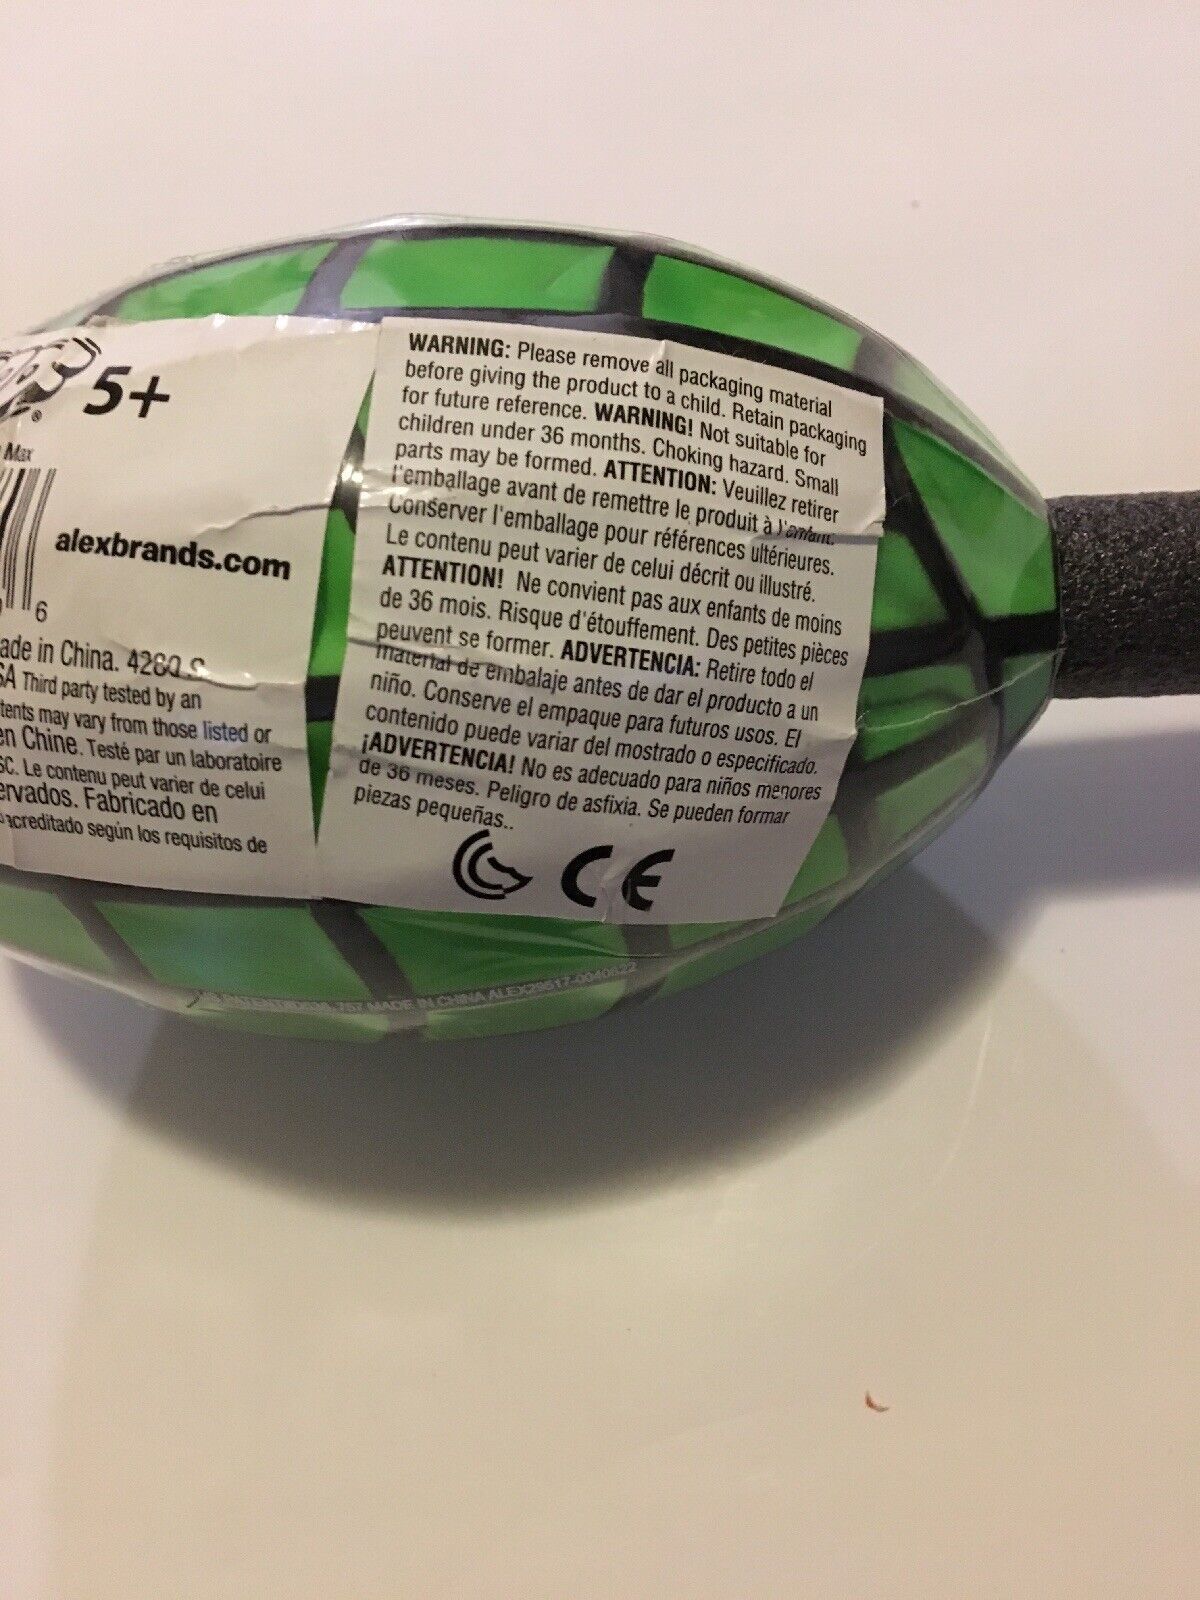 5+
Max
alexbrands.com
6
ade in China. 4280 S.
SA Third party tested by an
tents may vary from those listed or
en Chine. Testé par un laboratoire
SC. Le contenu peut varier de celui
ervados. Fabricado en
acreditado según los requisitos de
WARNING: Please remove all packaging material
before giving the product to a child. Retain packaging
for future reference. WARNING! Not suitable for
children under 36 months. Choking hazard. Small
parts may be formed. ATTENTION: Veuillez retirer
l'emballage avant de remettre le produit à l'enfant.
Conserver l'emballage pour références ultérieures.
Le contenu peut varier de celui décrit ou illustré.
ATTENTION! Ne convient pas aux enfants de moins
de 36 mois. Risque d'étouffement. Des petites pièces
peuvent se former. ADVERTENCIA: Retire todo el
material de embalaje antes de dar el producto a un
niño. Conserve el empaque para futuros usos. El
contenido puede variar del mostrado o especificado.
¡ADVERTENCIA! No es adecuado para niños menores
de 36 meses. Peligro de asfixia. Se pueden formar
piezas pequeñas..
CE
MADE IN CHINA ALEX29517-0040622